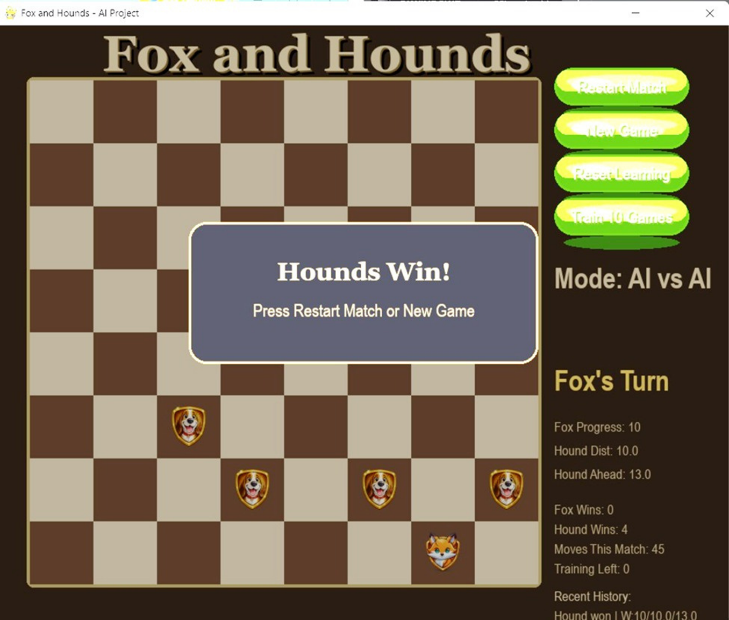 Fox and Hounds - AI Project
Fox and Hounds
Restart Match
New Game
Reset Learning
Train 10 Games
Hounds Win!
Press Restart Match or New Game
Mode: AI vs AI
Fox's Turn
Fox Progress: 10
Hound Dist: 10.0
Hound Ahead: 13.0
Fox Wins: 0
Hound Wins: 4
Moves This Match: 45
Training Left: 0
Recent History:
Hound won | W:10/10.0/13.0